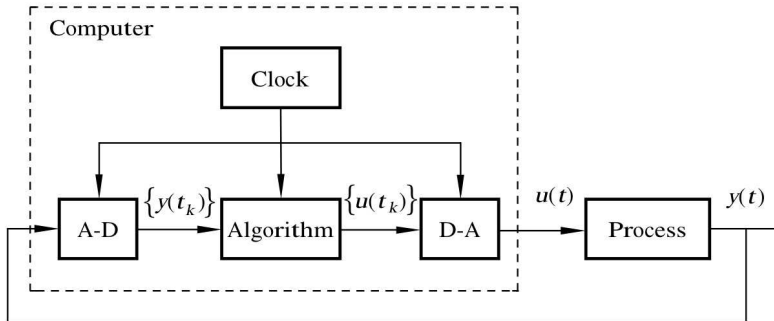 Computer
Clock
A-D
{y(t_k)}
Algorithm
{u(t_k)}
D-A
u(t)
Process
y(t)